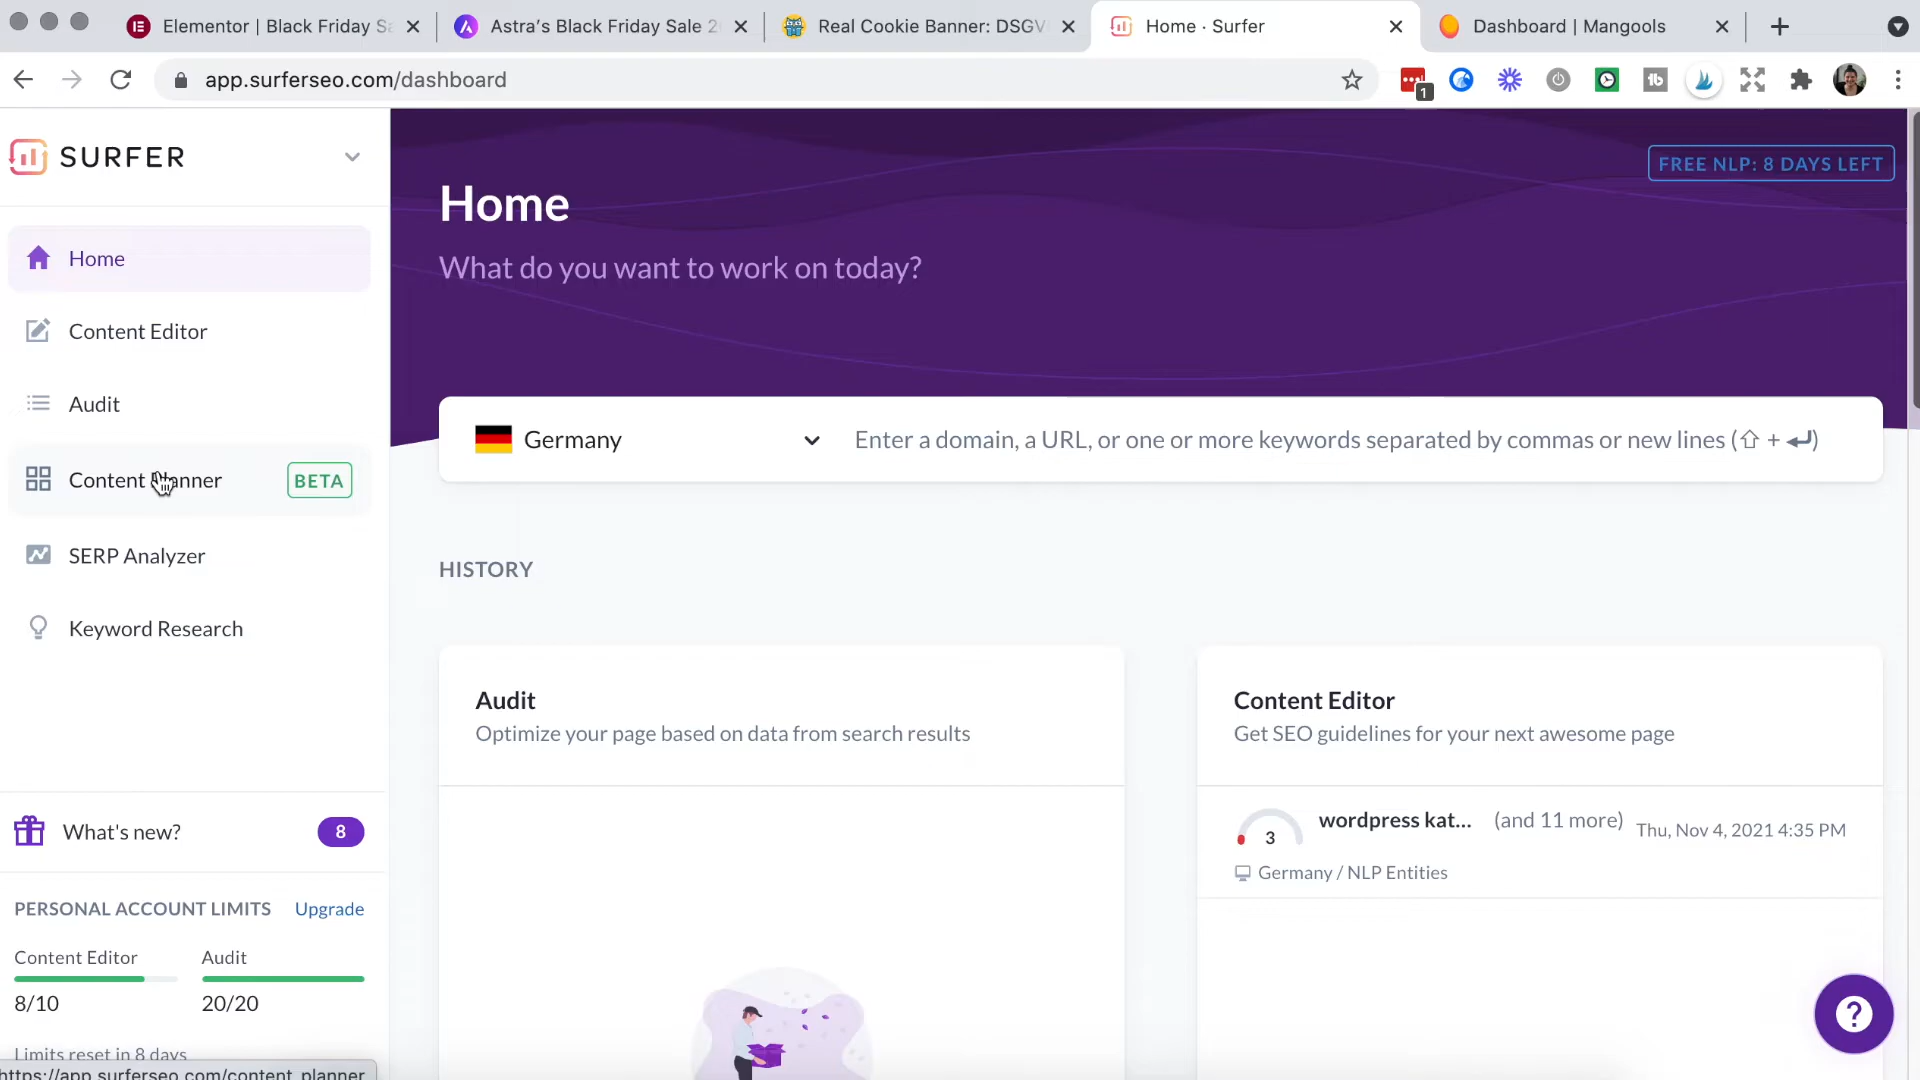 Elementor | Black Friday Sa
Astra's Black Friday Sale 2
Real Cookie Banner: DSGV
Home · Surfer
Dashboard | Mangools
app.surferseo.com/dashboard
1
SURFER
FREE NLP: 8 DAYS LEFT
Home
What do you want to work on today?
Home
Content Editor
Audit
Content Planner
BETA
SERP Analyzer
Keyword Research
Germany
Enter a domain, a URL, or one or more keywords separated by commas or new lines (⇧ + ↵)
HISTORY
Audit
Optimize your page based on data from search results
Content Editor
Get SEO guidelines for your next awesome page
3
wordpress kat... (and 11 more) Thu, Nov 4, 2021 4:35 PM
Germany / NLP Entities
What's new?
8
PERSONAL ACCOUNT LIMITS Upgrade
Content Editor Audit
8/10 20/20
Limits reset in 8 days
https://app.surferseo.com/content_planner
?